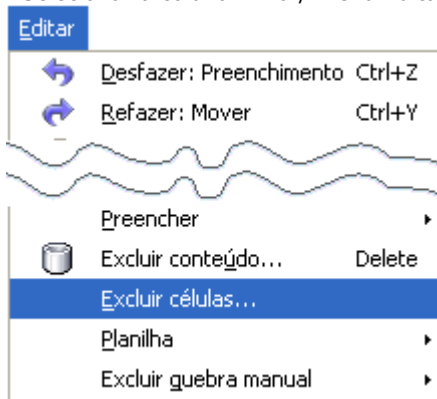 Editar
Desfazer: Preenchimento Ctrl+Z
Refazer: Mover Ctrl+Y
Preencher
Excluir conteúdo... Delete
Excluir células...
Planilha
Excluir quebra manual